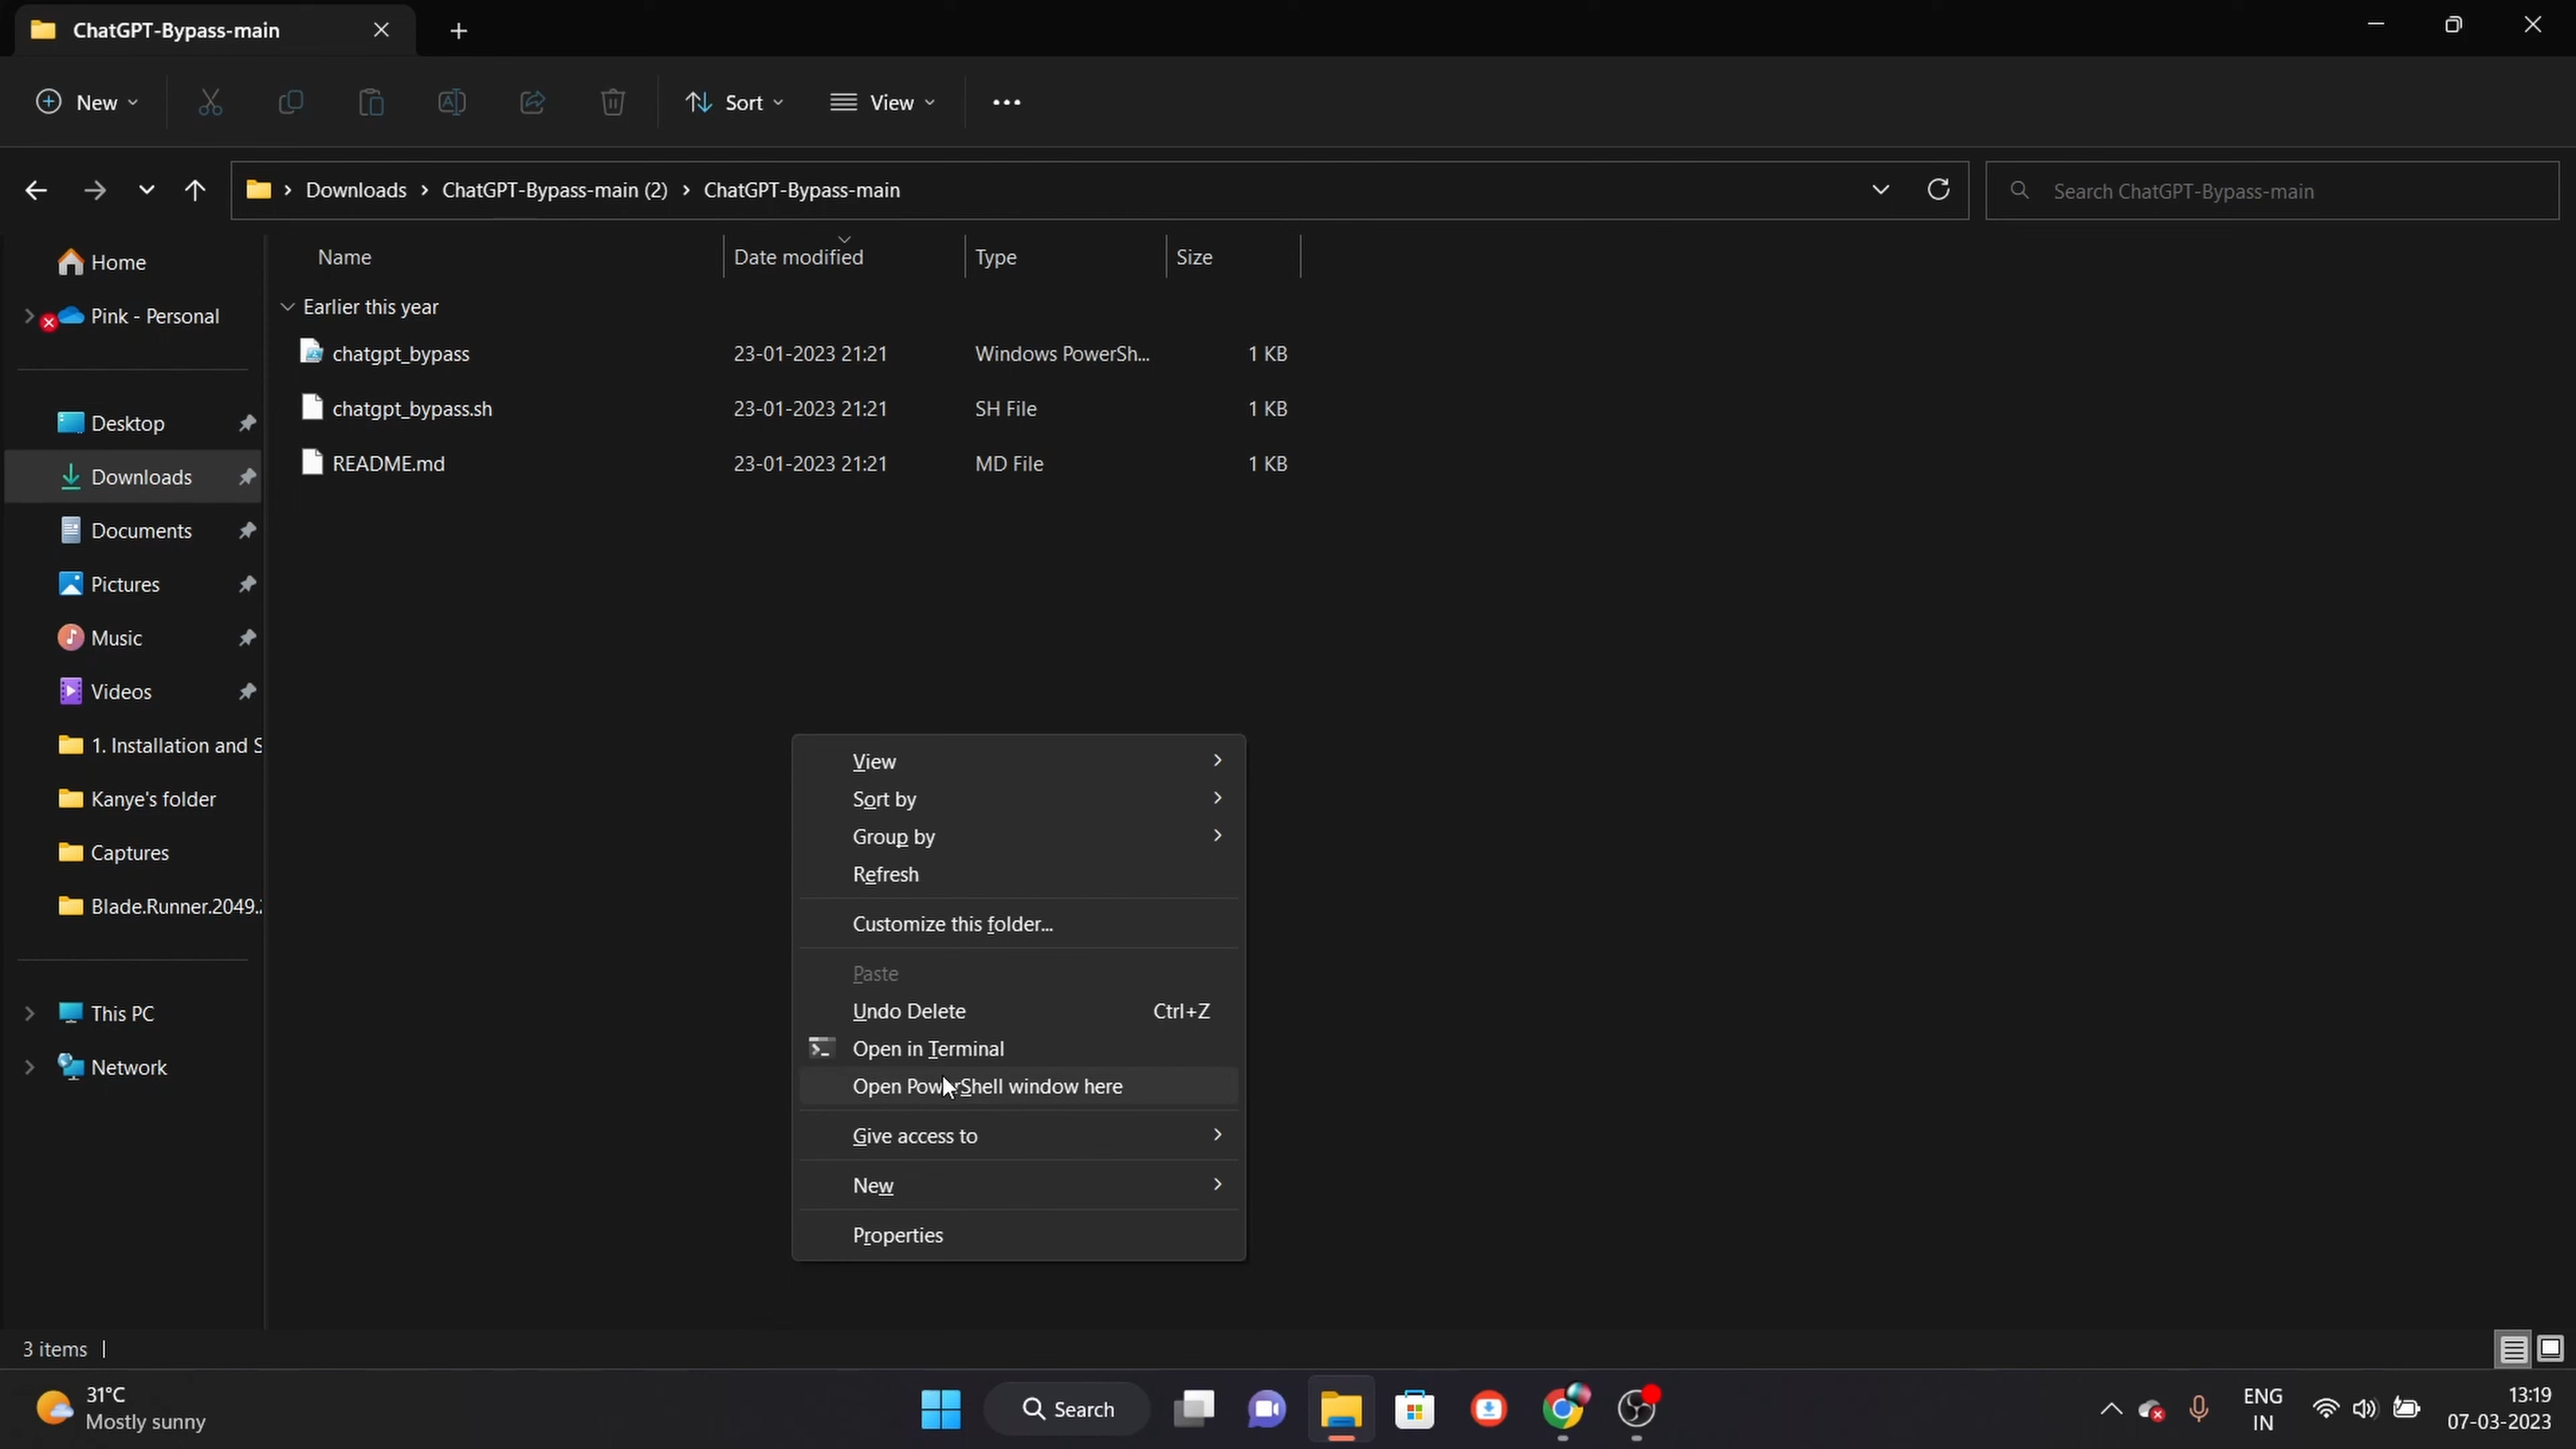 ChatGPT-Bypass-main
New
Sort
View
Downloads
ChatGPT-Bypass-main (2)
ChatGPT-Bypass-main
Search ChatGPT-Bypass-main
Name
Date modified
Type
Size
Earlier this year
chatgpt_bypass
23-01-2023 21:21
Windows PowerSh...
1 KB
chatgpt_bypass.sh
23-01-2023 21:21
SH File
1 KB
README.md
23-01-2023 21:21
MD File
1 KB
Home
Pink - Personal
Desktop
Downloads
Documents
Pictures
Music
Videos
1. Installation and S
Kanye's folder
Captures
Blade.Runner.2049.
This PC
Network
View
Sort by
Group by
Refresh
Customize this folder...
Paste
Undo Delete Ctrl+Z
Open in Terminal
Open PowerShell window here
Give access to
New
Properties
3 items
31°C
Mostly sunny
Search
ENG
IN
13:19
07-03-2023